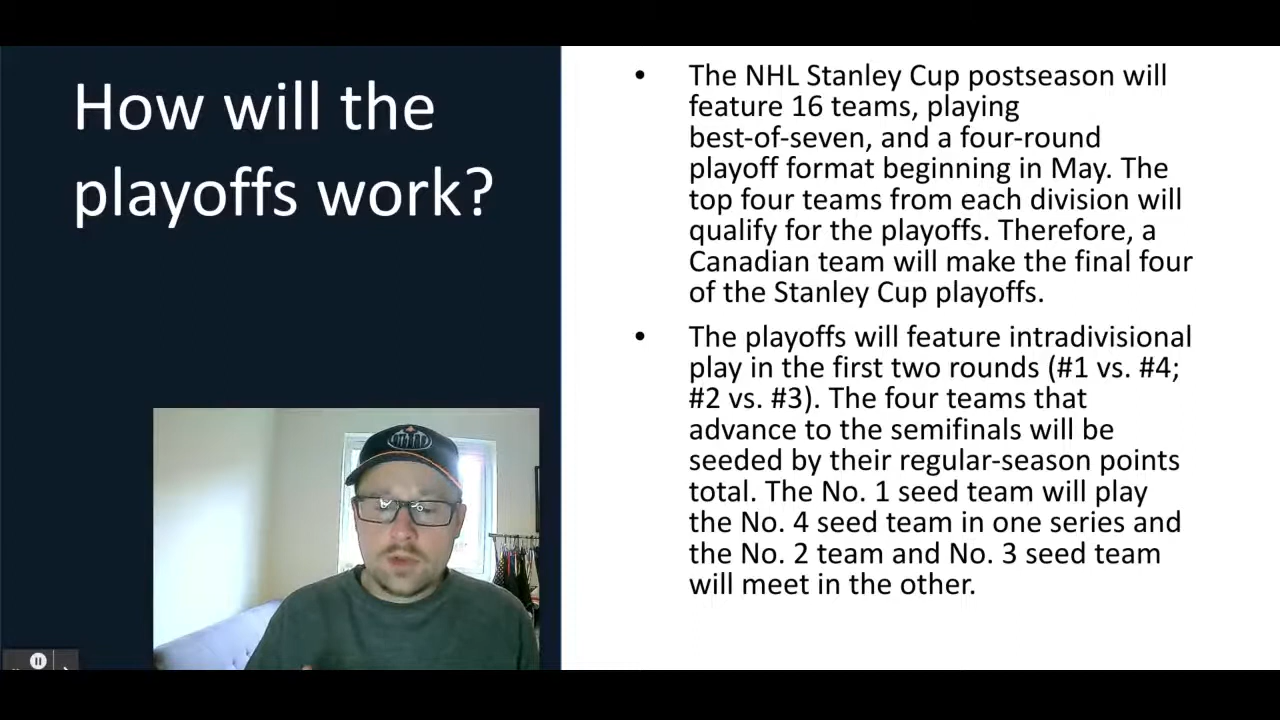 How will the
playoffs work?
• The NHL Stanley Cup postseason will
feature 16 teams, playing
best-of-seven, and a four-round
playoff format beginning in May. The
top four teams from each division will
qualify for the playoffs. Therefore, a
Canadian team will make the final four
of the Stanley Cup playoffs.
• The playoffs will feature intradivisional
play in the first two rounds (#1 vs. #4;
#2 vs. #3). The four teams that
advance to the semifinals will be
seeded by their regular-season points
total. The No. 1 seed team will play
the No. 4 seed team in one series and
the No. 2 team and No. 3 seed team
will meet in the other.